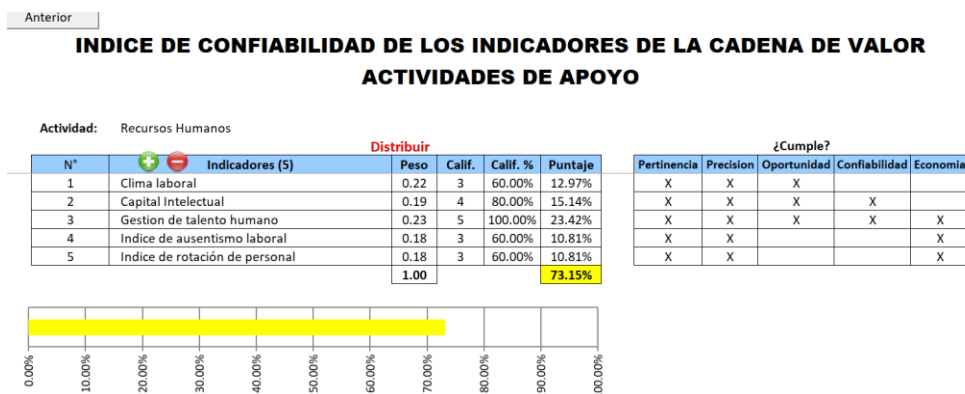 Anterior
INDICE DE CONFIABILIDAD DE LOS INDICADORES DE LA CADENA DE VALOR
ACTIVIDADES DE APOYO
Actividad: Recursos Humanos
Distribuir ¿Cumple?
N° Indicadores (5) Peso Calif. Calif. % Puntaje Pertinencia Precision Oportunidad Confiabilidad Economia
1 Clima laboral 0.22 3 60.00% 12.97% X X X
2 Capital Intelectual 0.19 4 80.00% 15.14% X X X X
3 Gestion de talento humano 0.23 5 100.00% 23.42% X X X X X
4 Indice de ausentismo laboral 0.18 3 60.00% 10.81% X X X
5 Indice de rotación de personal 0.18 3 60.00% 10.81% X X X
1.00 73.15%
0.00% 10.00% 20.00% 30.00% 40.00% 50.00% 60.00% 70.00% 80.00% 90.00% 00.00%